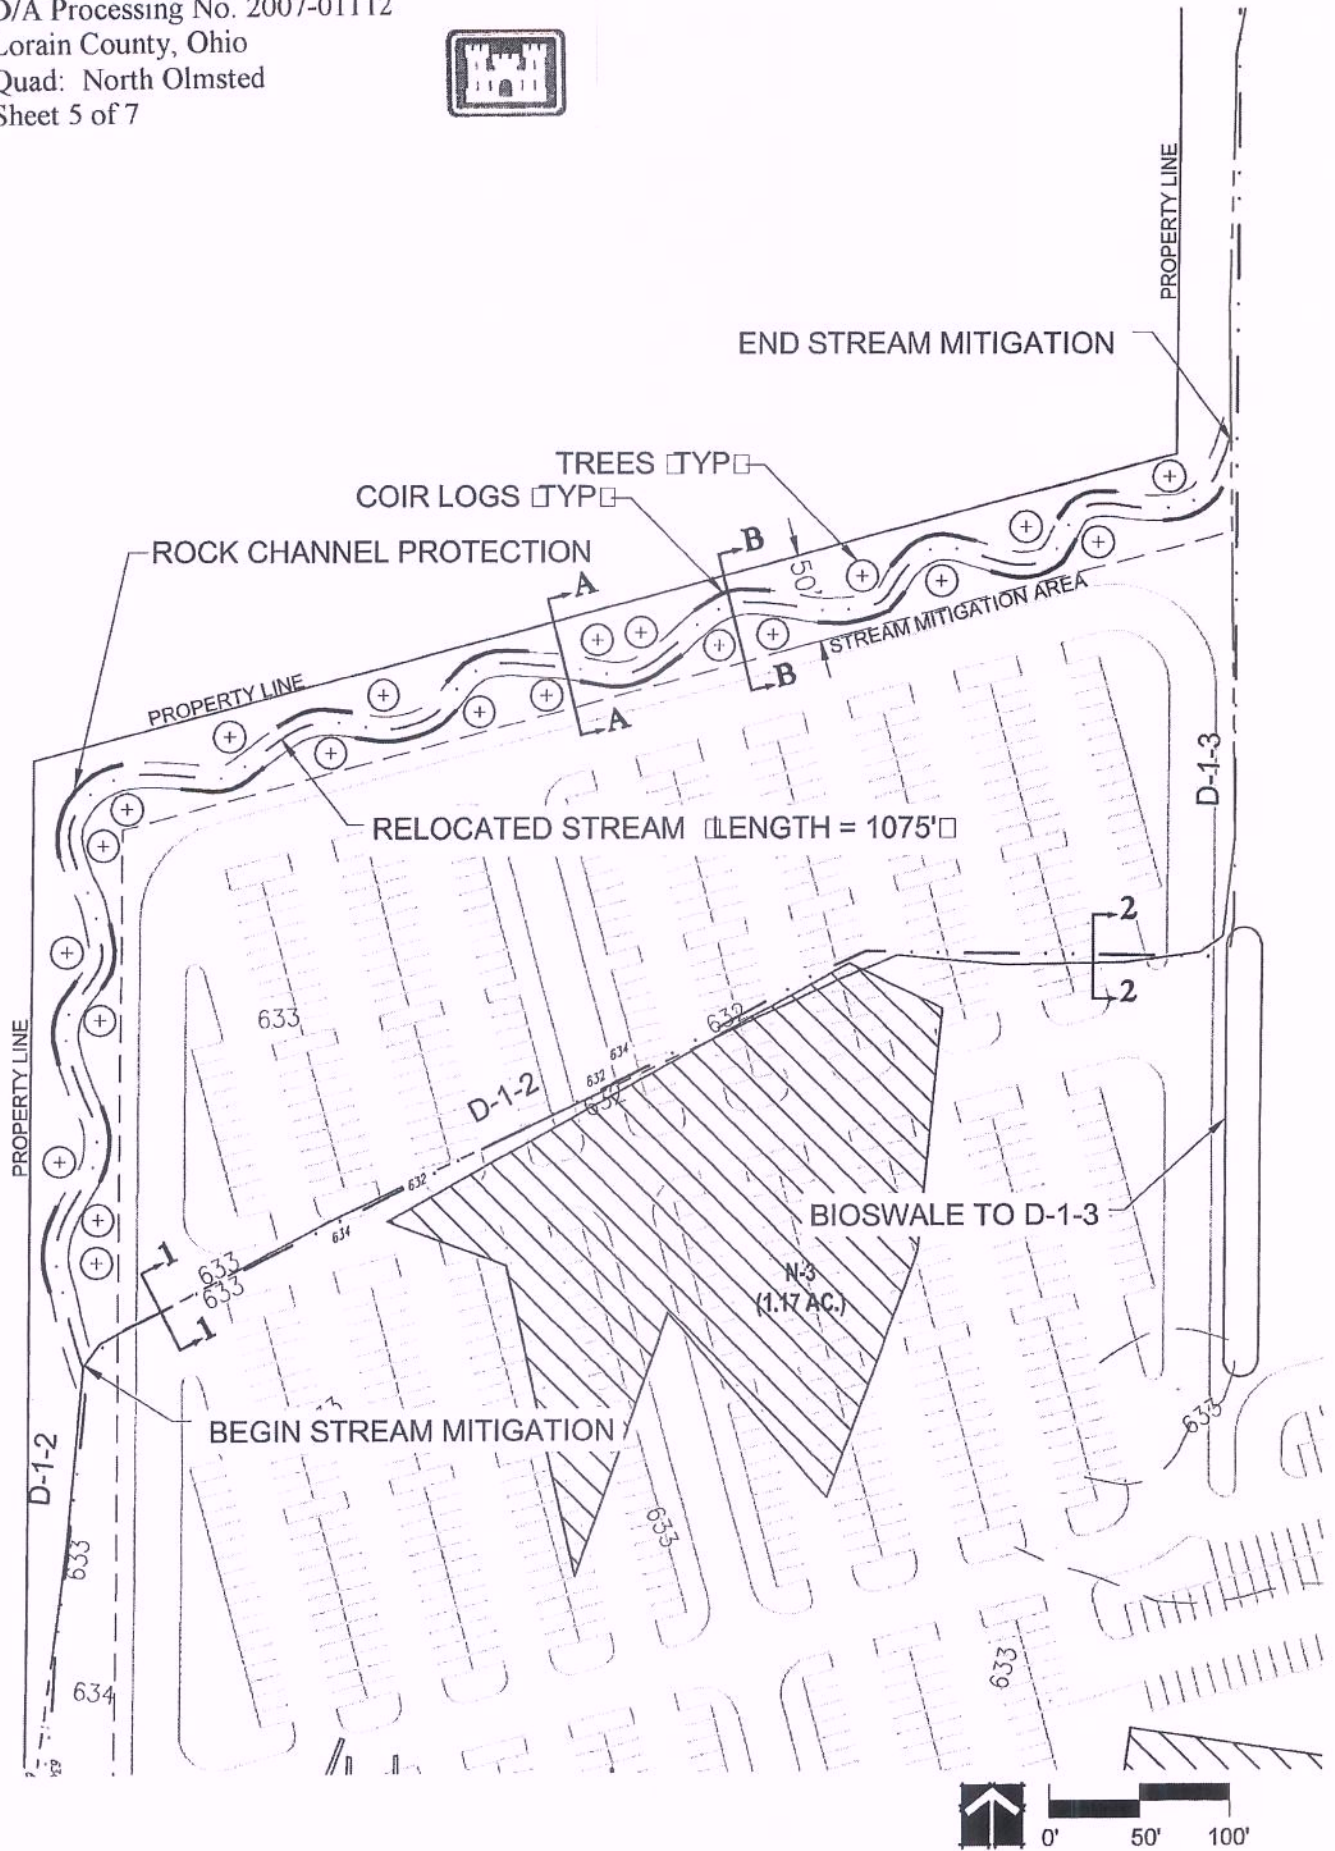 D/A Processing No. 2007-01112
Lorain County, Ohio
Quad: North Olmsted
Sheet 5 of 7
PROPERTY LINE
END STREAM MITIGATION
TREES □TYP□
COIR LOGS □TYP□
ROCK CHANNEL PROTECTION
B
A
50'
STREAM MITIGATION AREA
B
A
PROPERTY LINE
D-1-3
RELOCATED STREAM □LENGTH = 1075'□
2
2
633
632
634
632
632
D-1-2
PROPERTY LINE
632
634
BIOSWALE TO D-1-3
1
633
633
N-3
(1.17 AC.)
1
BEGIN STREAM MITIGATION
633
D-1-2
633
633
633
634
0' 50' 100'